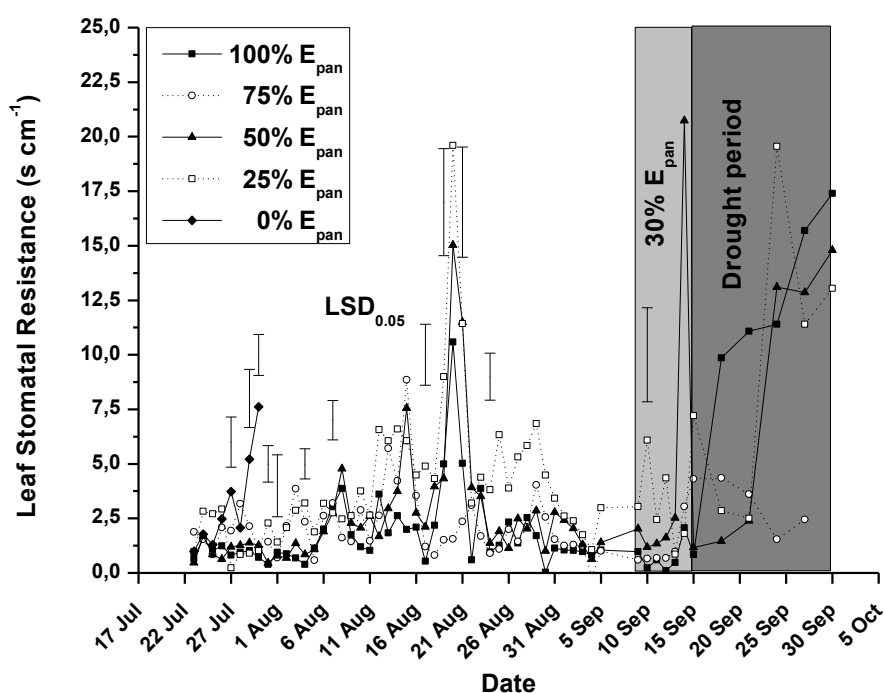 25,0
22,5
20,0
17,5
15,0
12,5
10,0
7,5
5,0
2,5
0,0
Leaf Stomatal Resistance (s cm-1)
100% Epan
75% Epan
50% Epan
25% Epan
0% Epan
LSD0.05
30% Epan
Drought period
17 Jul
22 Jul
27 Jul
1 Aug
6 Aug
11 Aug
16 Aug
21 Aug
26 Aug
31 Aug
5 Sep
10 Sep
15 Sep
20 Sep
25 Sep
30 Sep
5 Oct
Date